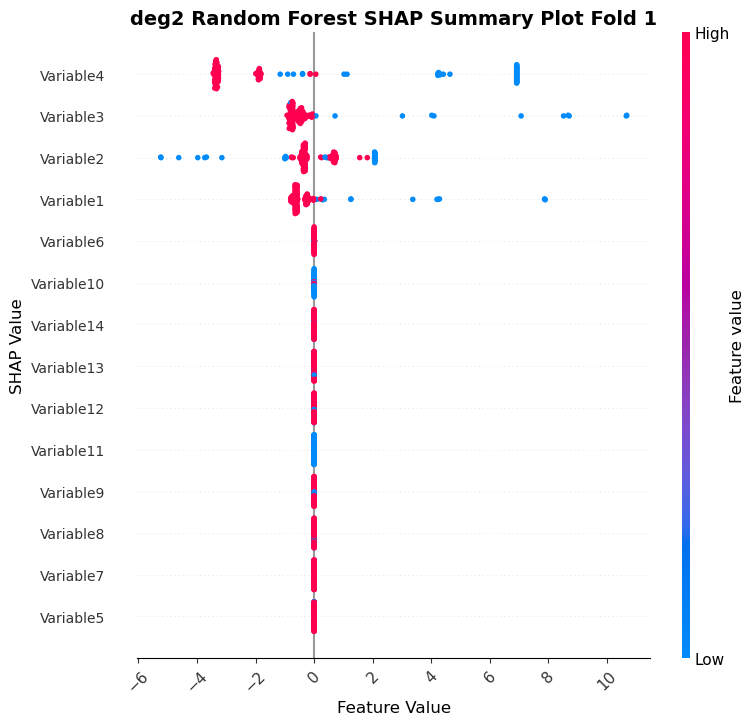 deg2 Random Forest SHAP Summary Plot Fold 1
High
Variable4
Variable3
Variable2
Variable1
Variable6
Variable10
Variable14
Variable13
Variable12
Variable11
Variable9
Variable8
Variable7
Variable5
SHAP Value
Feature value
Low
−6 −4 −2 0 2 4 6 8 10
Feature Value